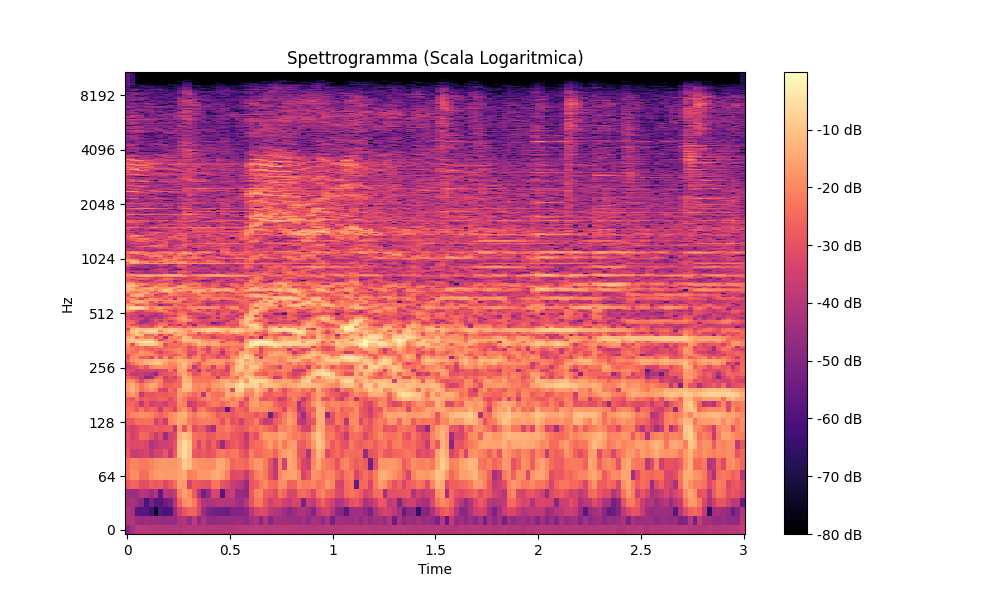 Spettrogramma (Scala Logaritmica)
8192
4096
2048
1024
512
256
128
64
0
Hz
0
0.5
1
1.5
2
2.5
3
Time
-10 dB
-20 dB
-30 dB
-40 dB
-50 dB
-60 dB
-70 dB
-80 dB